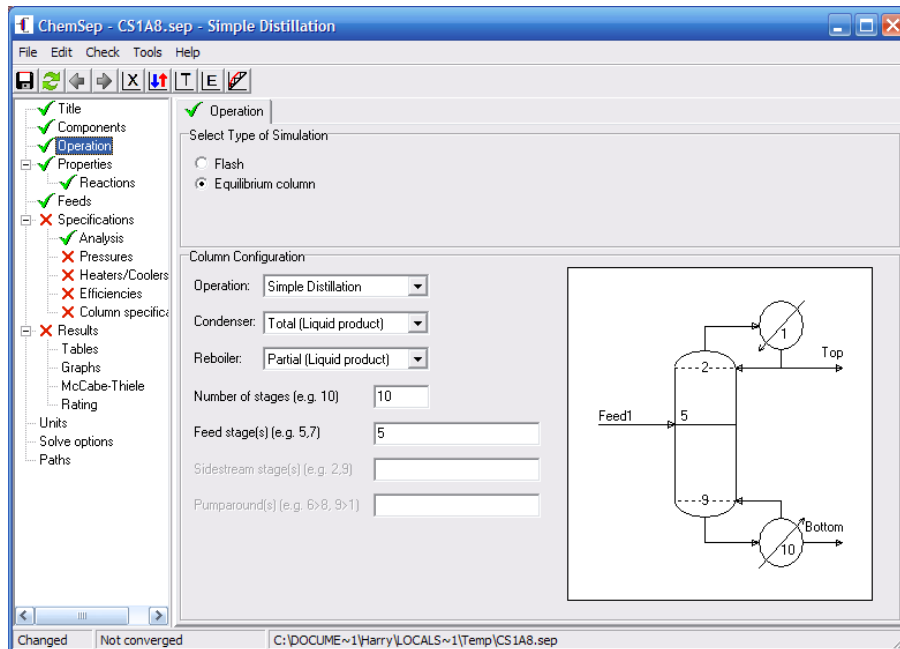 ChemSep - CS1A8.sep - Simple Distillation
File Edit Check Tools Help
X T E
Title
Components
Operation
Properties
Reactions
Feeds
Specifications
Analysis
Pressures
Heaters/Coolers
Efficiencies
Column specifica
Results
Tables
Graphs
McCabe-Thiele
Rating
Units
Solve options
Paths
Operation
Select Type of Simulation
Flash
Equilibrium column
Column Configuration
Operation: Simple Distillation
Condenser: Total (Liquid product)
Reboiler: Partial (Liquid product)
Number of stages (e.g. 10) 10
Feed stage(s) (e.g. 5,7) 5
Sidestream stage(s) (e.g. 2,9)
Pumparound(s) (e.g. 6>8, 9>1)
1
Top
2
Feed1
5
9
Bottom
10
Changed Not converged C:\DOCUME~1\Harry\LOCALS~1\Temp\CS1A8.sep